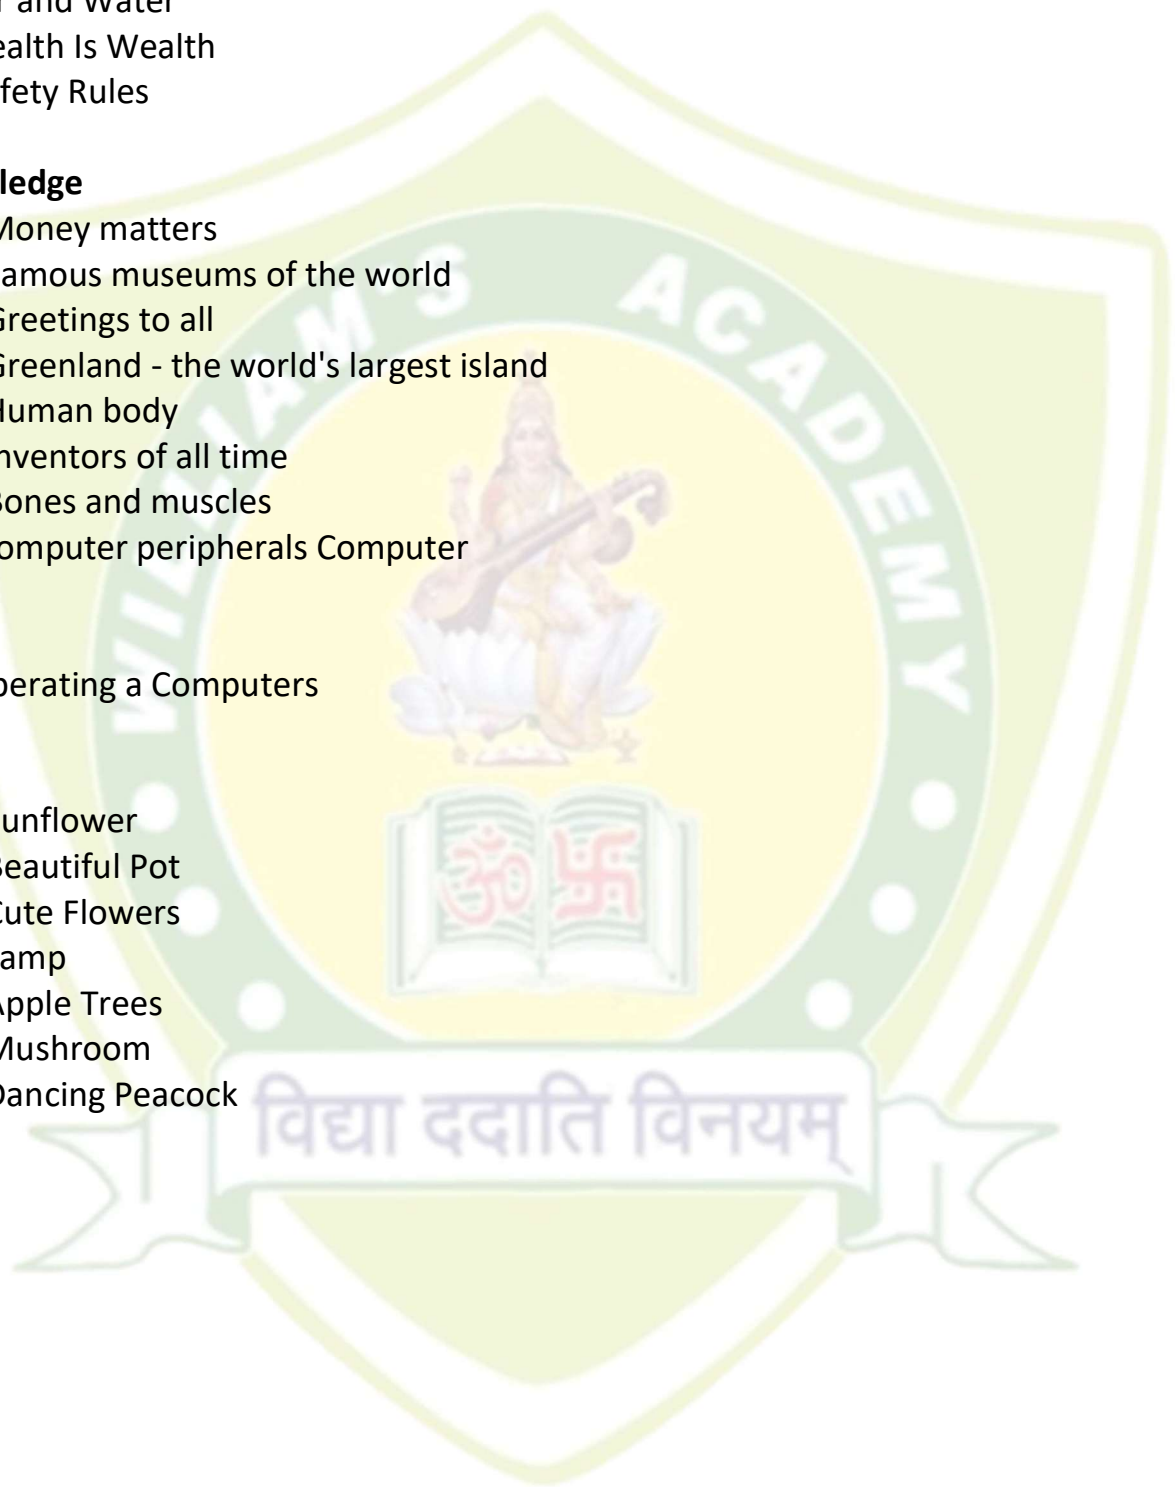 r and Water
ealth Is Wealth
fety Rules
ledge
Money matters
amous museums of the world
Greetings to all
Greenland - the world's largest island
Human body
nventors of all time
Bones and muscles
omputer peripherals Computer
perating a Computers
unflower
Beautiful Pot
Cute Flowers
amp
Apple Trees
Mushroom
Dancing Peacock
WILLIAM'S ACADEMY
ॐ 卐
विद्या ददाति विनयम्